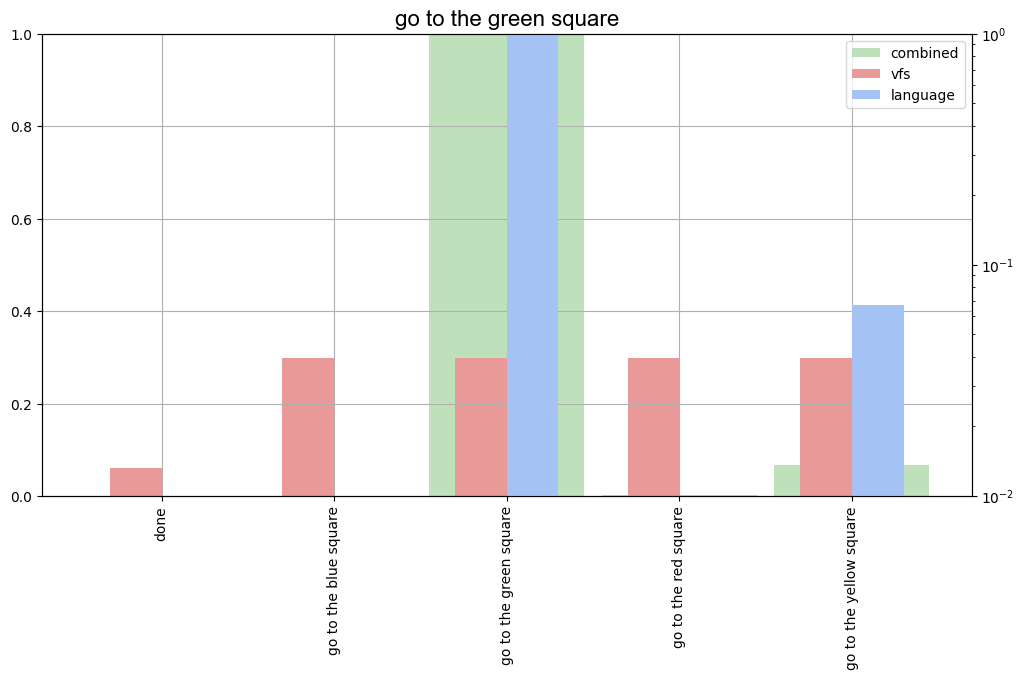 go to the green square
1.0
0.8
0.6
0.4
0.2
0.0
10^0
10^-1
10^-2
combined
vfs
language
done
go to the blue square
go to the green square
go to the red square
go to the yellow square